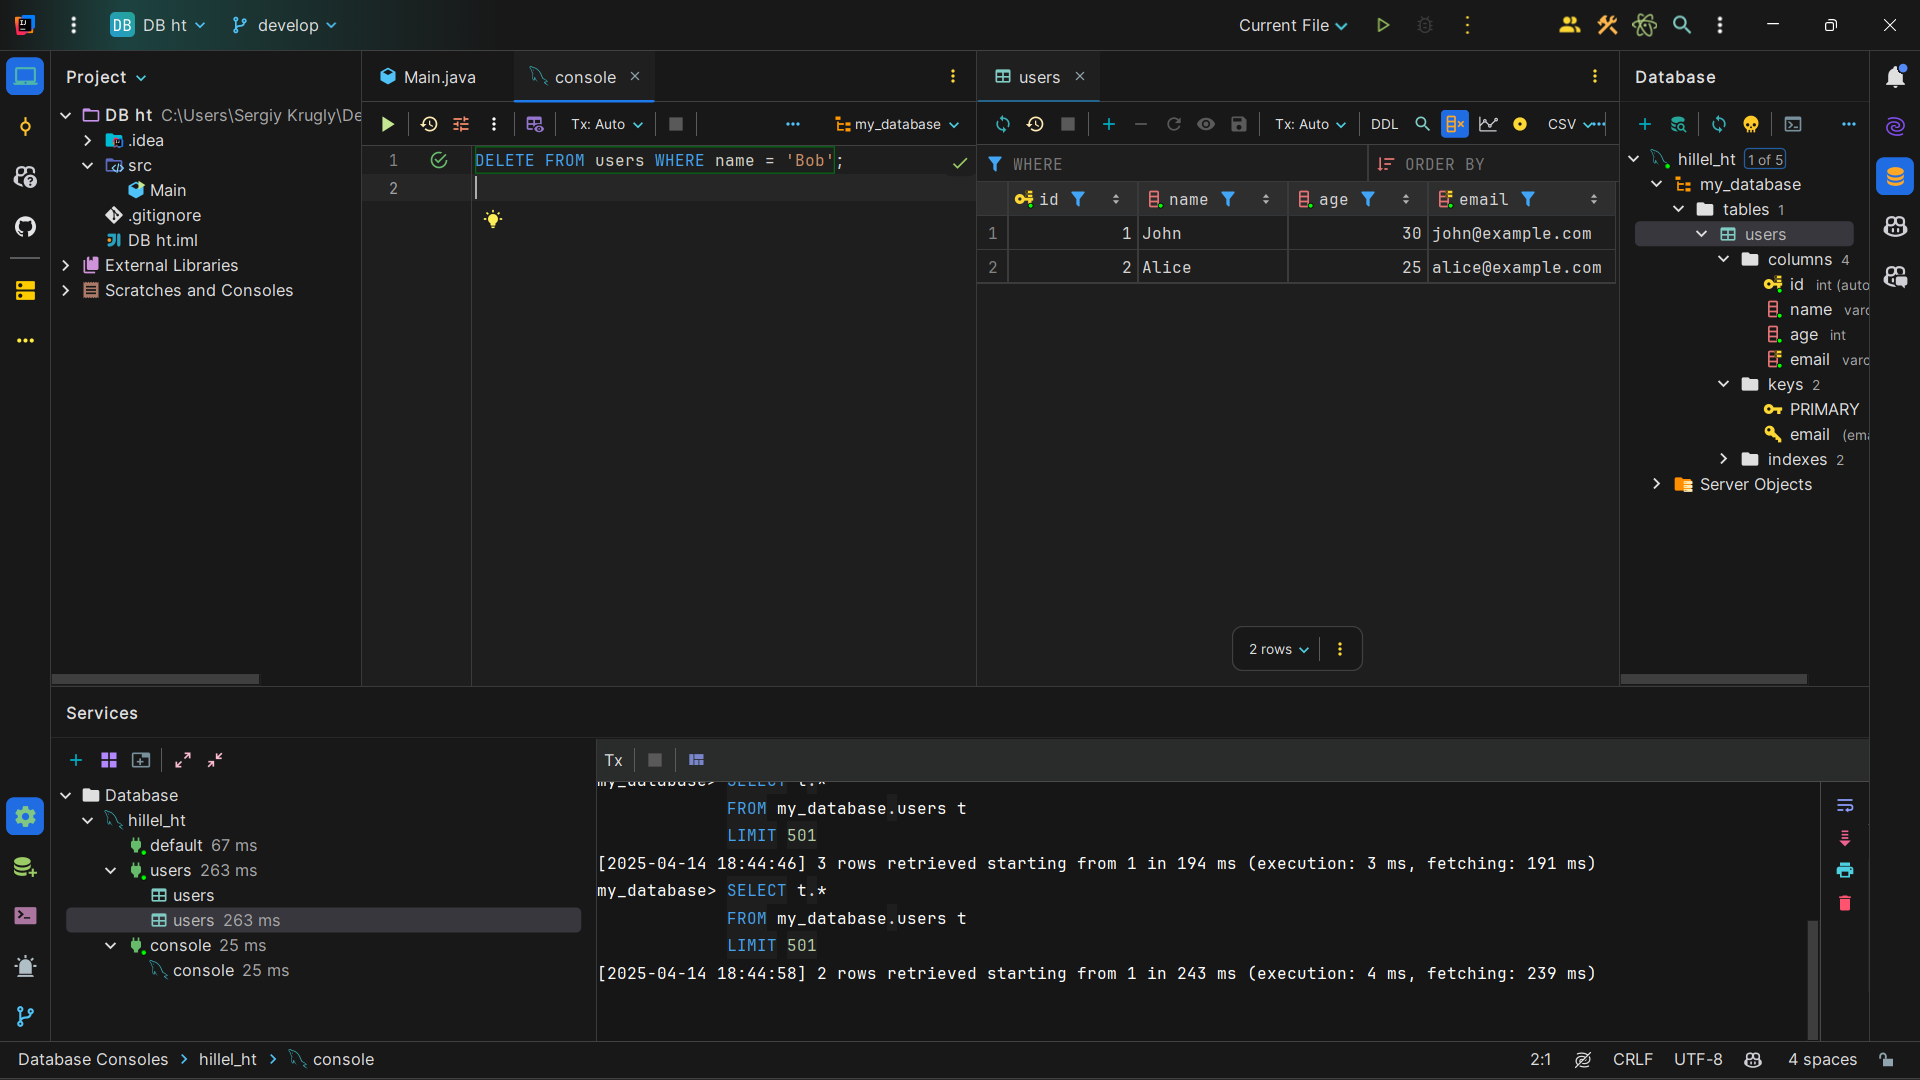 DB DB ht develop Current File
Project
DB ht C:\Users\Sergiy Krugly\De
.idea
src
Main
.gitignore
DB ht.iml
External Libraries
Scratches and Consoles
Main.java console
Tx: Auto my_database
1 DELETE FROM users WHERE name = 'Bob';
2
users
Tx: Auto DDL CSV
WHERE ORDER BY
id name age email
1 1 John 30 john@example.com
2 2 Alice 25 alice@example.com
2 rows
Database
hillel_ht 1 of 5
my_database
tables 1
users
columns 4
id int (auto
name varc
age int
email varc
keys 2
PRIMARY
email (ema
indexes 2
Server Objects
Services
Database
hillel_ht
default 67 ms
users 263 ms
users
users 263 ms
console 25 ms
console 25 ms
Tx
my_database> SELECT t.*
FROM my_database.users t
LIMIT 501
[2025-04-14 18:44:46] 3 rows retrieved starting from 1 in 194 ms (execution: 3 ms, fetching: 191 ms)
my_database> SELECT t.*
FROM my_database.users t
LIMIT 501
[2025-04-14 18:44:58] 2 rows retrieved starting from 1 in 243 ms (execution: 4 ms, fetching: 239 ms)
Database Consoles > hillel_ht > console 2:1 CRLF UTF-8 4 spaces